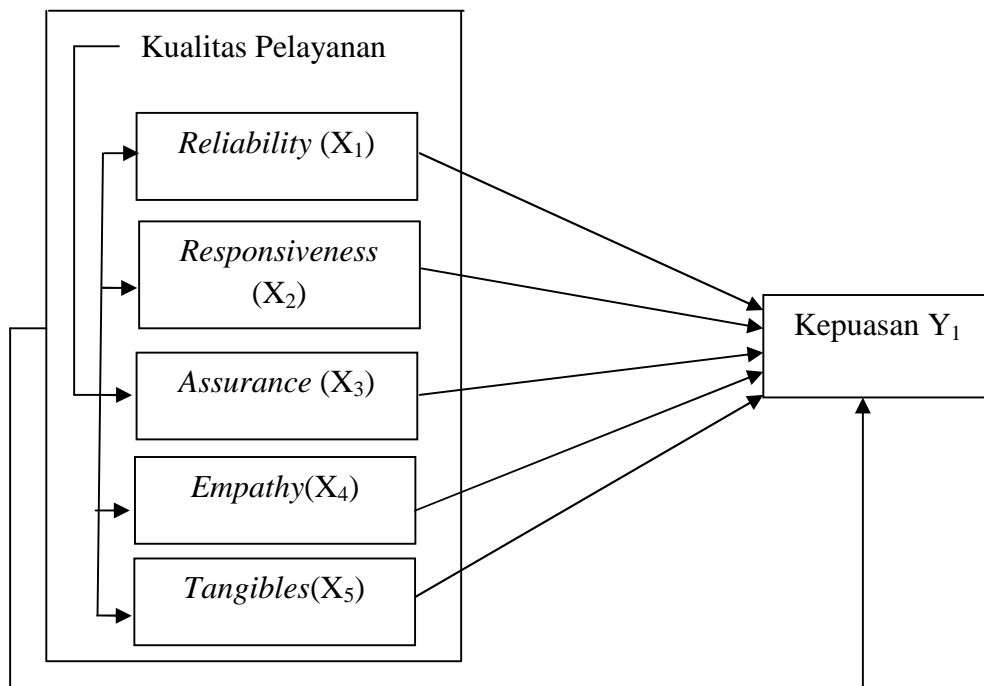 Kualitas Pelayanan
Reliability (X₁)
Responsiveness
(X₂)
Kepuasan Y₁
Assurance (X₃)
Empathy(X₄)
Tangibles(X₅)